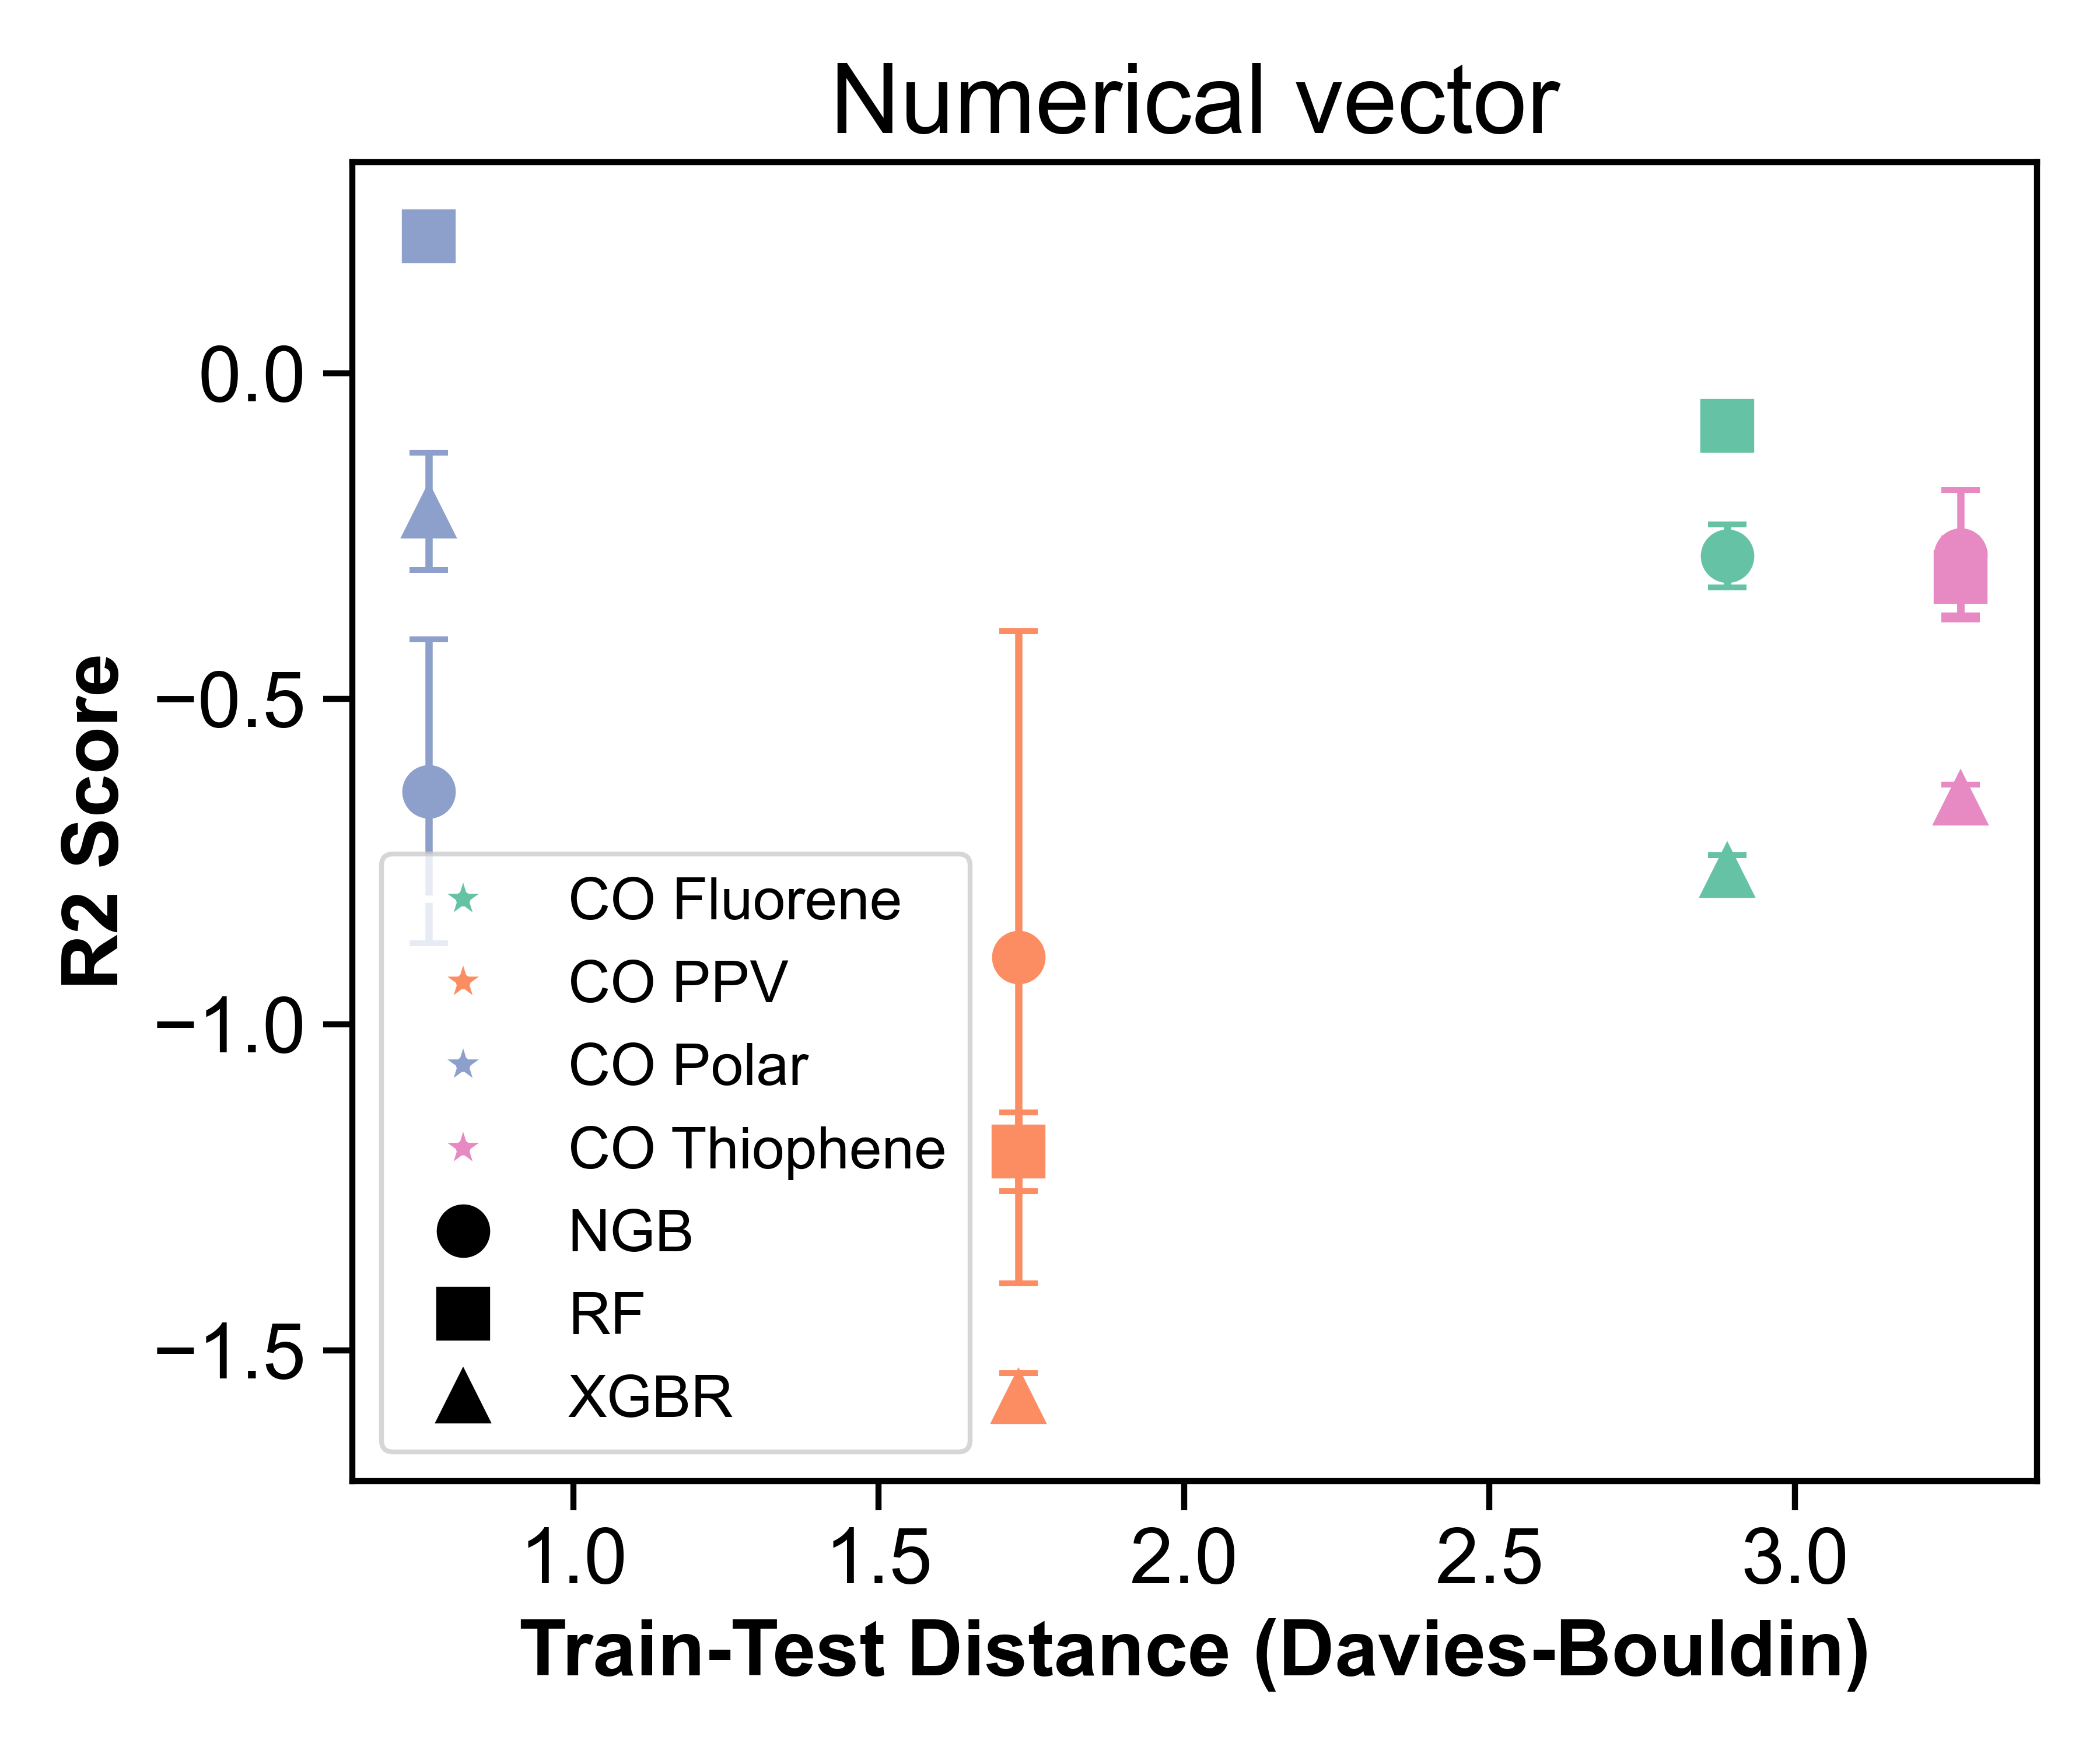 Numerical vector
R2 Score
0.0
−0.5
−1.0
−1.5
CO Fluorene
CO PPV
CO Polar
CO Thiophene
NGB
RF
XGBR
1.0 1.5 2.0 2.5 3.0
Train-Test Distance (Davies-Bouldin)